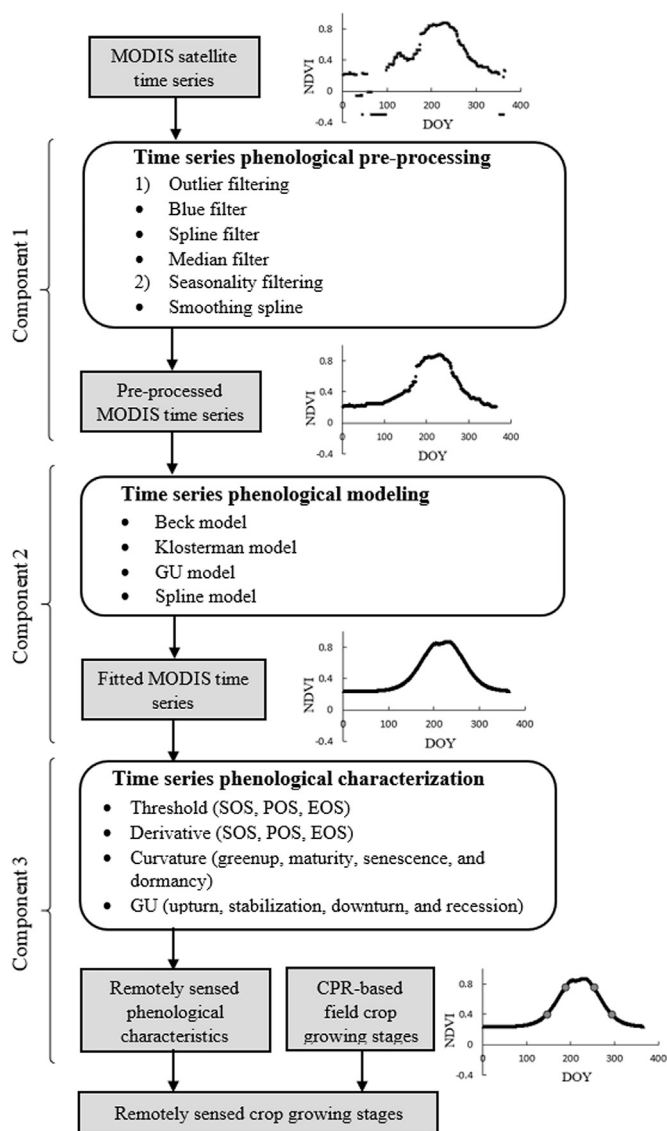 MODIS satellite
time series
NDVI
0.8
0.4
0
-0.4
0
100
200
300
400
DOY
Component 1
Time series phenological pre-processing
1) Outlier filtering
• Blue filter
• Spline filter
• Median filter
2) Seasonality filtering
• Smoothing spline
Pre-processed
MODIS time series
NDVI
0.8
0.4
0
-0.4
0
100
200
300
400
DOY
Component 2
Time series phenological modeling
• Beck model
• Klosterman model
• GU model
• Spline model
Fitted MODIS time
series
NDVI
0.8
0.4
0
-0.4
0
100
200
300
400
DOY
Component 3
Time series phenological characterization
• Threshold (SOS, POS, EOS)
• Derivative (SOS, POS, EOS)
• Curvature (greenup, maturity, senescence, and
dormancy)
• GU (upturn, stabilization, downturn, and recession)
Remotely sensed
phenological
characteristics
CPR-based
field crop
growing stages
NDVI
0.8
0.4
0
-0.4
0
100
200
300
400
DOY
Remotely sensed crop growing stages